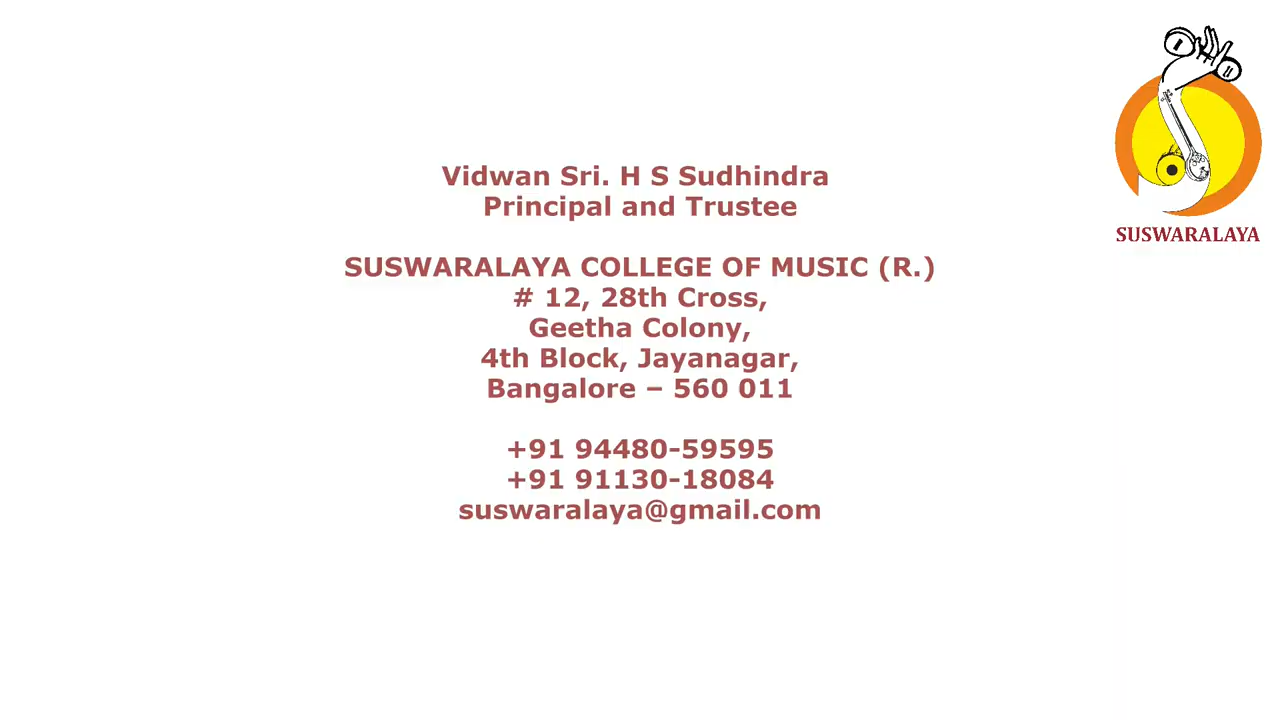 Vidwan Sri. H S Sudhindra
Principal and Trustee
SUSWARALAYA COLLEGE OF MUSIC (R.)
# 12, 28th Cross,
Geetha Colony,
4th Block, Jayanagar,
Bangalore – 560 011
+91 94480-59595
+91 91130-18084
suswaralaya@gmail.com
SUSWARALAYA